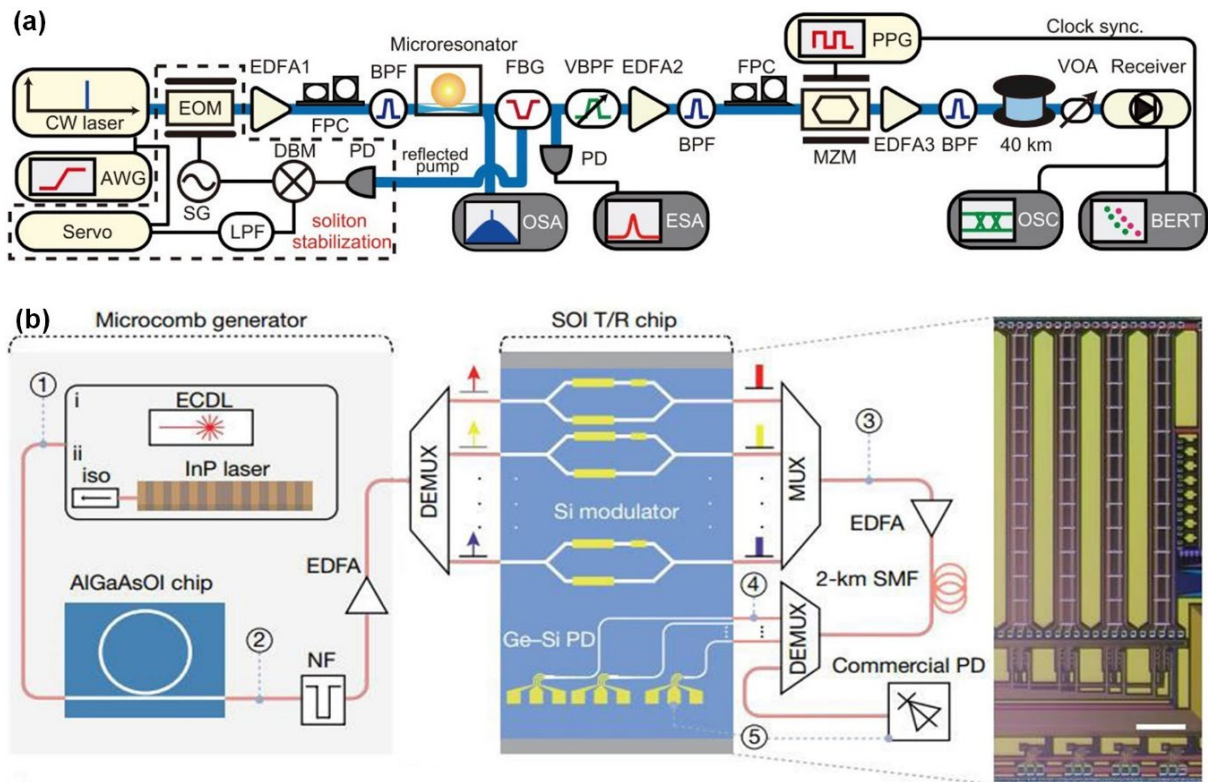 (a)
Microresonator
PPG
Clock sync.
EDFA1
BPF
FBG
VBPF
EDFA2
FPC
VOA
Receiver
CW laser
EOM
FPC
DBM
PD
reflected
pump
PD
BPF
MZM
EDFA3
BPF
40 km
AWG
SG
OSA
ESA
OSC
BERT
Servo
LPF
soliton
stabilization
(b)
Microcomb generator
SOI T/R chip
1
i
ECDL
ii
InP laser
iso
AlGaAsOI chip
EDFA
2
NF
DEMUX
Si modulator
MUX
3
EDFA
2-km SMF
4
Ge–Si PD
DEMUX
Commercial PD
5